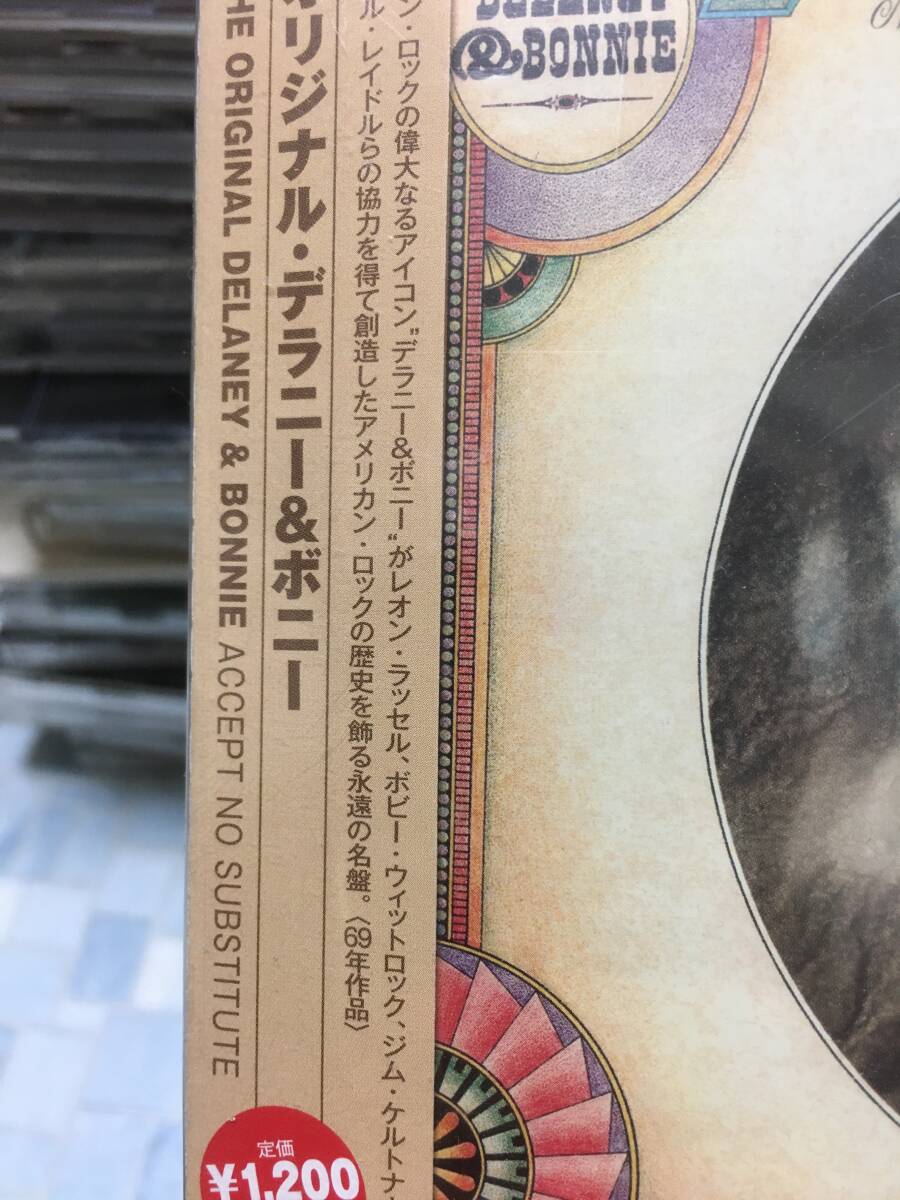 オリジナル・デラニー&ボニー
HE ORIGINAL DELANEY & BONNIE ACCEPT NO SUBSTITUTE
ン・ロックの偉大なるアイコン"デラニー&ボニー"がレオン・ラッセル、ボビー・ウィットロック、ジム・ケルトナ
ル・レイドルらの協力を得て創造したアメリカン・ロックの歴史を飾る永遠の名盤。〈69年作品〉
DELANEY
&BONNIE
定価
¥1,200